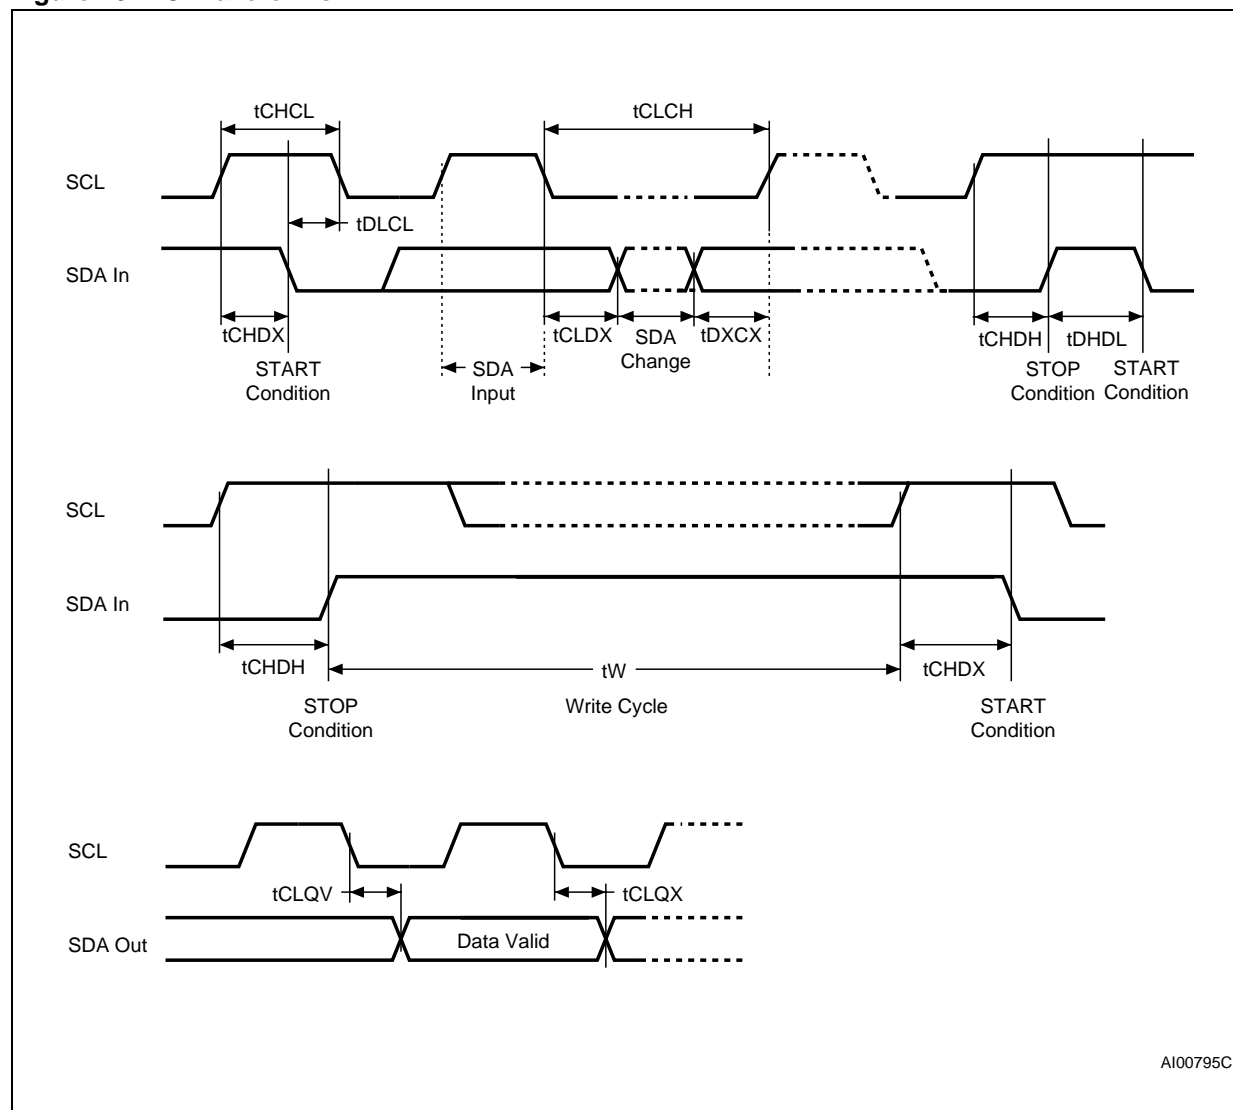 tCHCL
tCLCH
SCL
tDLCL
SDA In
tCHDX
tCLDX
SDA
Change
tDXCX
tCHDH
tDHDL
START
Condition
SDA
Input
STOP
Condition
START
Condition
SCL
SDA In
tCHDH
tW
tCHDX
STOP
Condition
Write Cycle
START
Condition
SCL
tCLQV
tCLQX
SDA Out
Data Valid
AI00795C